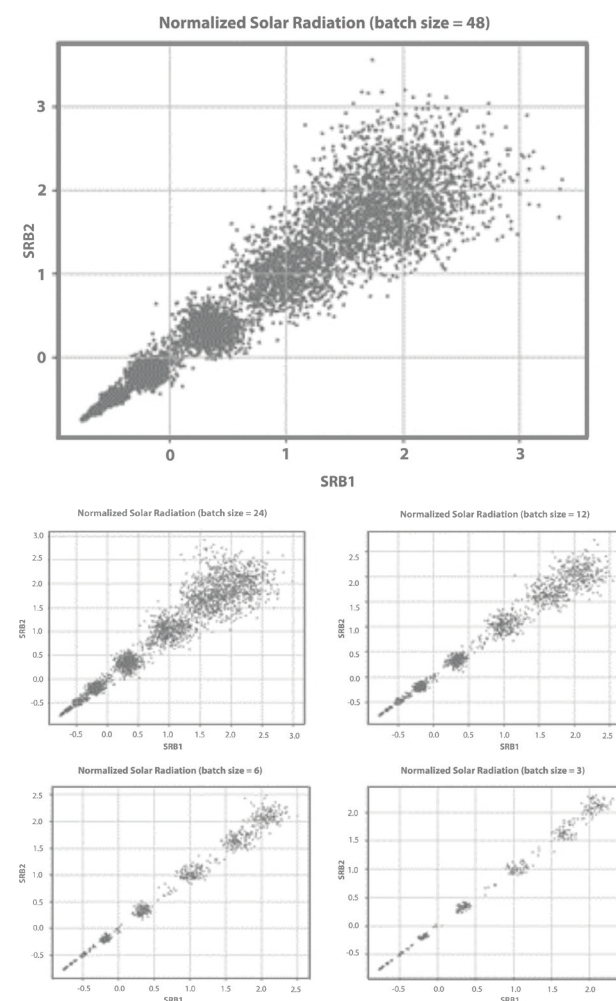 Normalized Solar Radiation (batch size = 48)
3
2
1
0
SRB2
0 1 2 3
SRB1
Normalized Solar Radiation (batch size = 24)
3.0
2.5
2.0
1.5
1.0
0.5
0.0
-0.5
SRB2
-0.5 0.0 0.5 1.0 1.5 2.0 2.5 3.0
SRB1
Normalized Solar Radiation (batch size = 12)
2.5
2.0
1.5
1.0
0.5
0.0
-0.5
SRB2
-0.5 0.0 0.5 1.0 1.5 2.0 2.5
SRB1
Normalized Solar Radiation (batch size = 6)
2.5
2.0
1.5
1.0
0.5
0.0
-0.5
SRB2
-0.5 0.0 0.5 1.0 1.5 2.0 2.5
SRB1
Normalized Solar Radiation (batch size = 3)
2.0
1.5
1.0
0.5
0.0
-0.5
SRB2
-0.5 0.0 0.5 1.0 1.5 2.0
SRB1